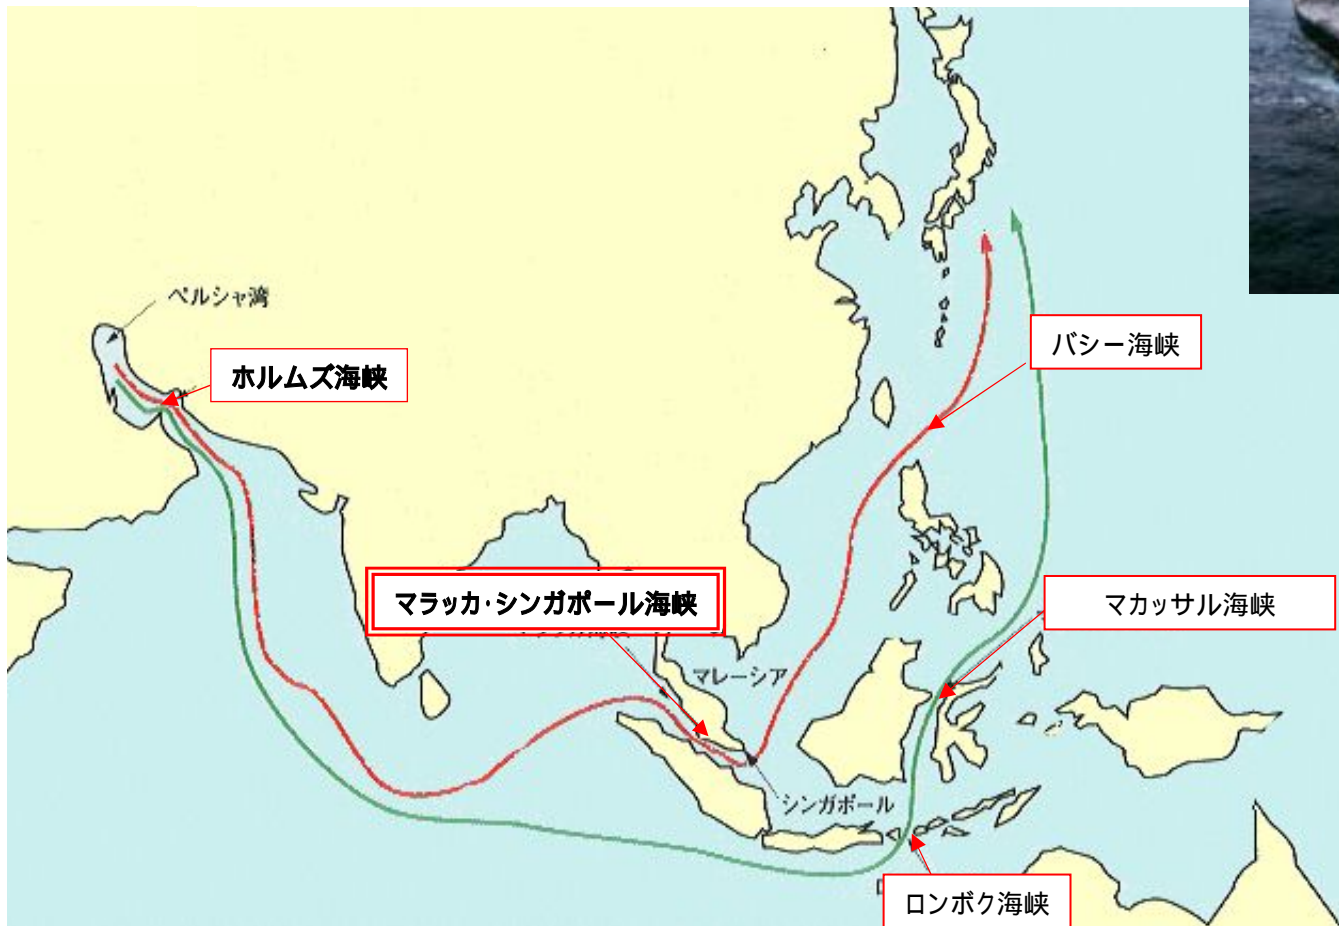 ペルシャ湾
ホルムズ海峡
バシー海峡
マラッカ・シンガポール海峡
マカッサル海峡
マレーシア
シンガポール
ロンボク海峡